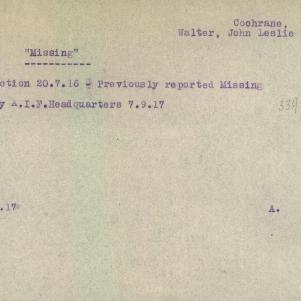 Cochrane,
Walter, John Leslie
"Missing"
ction 20.7.16 - Previously reported Missing
y A.I.F.Headquarters 7.9.17
.17
A.